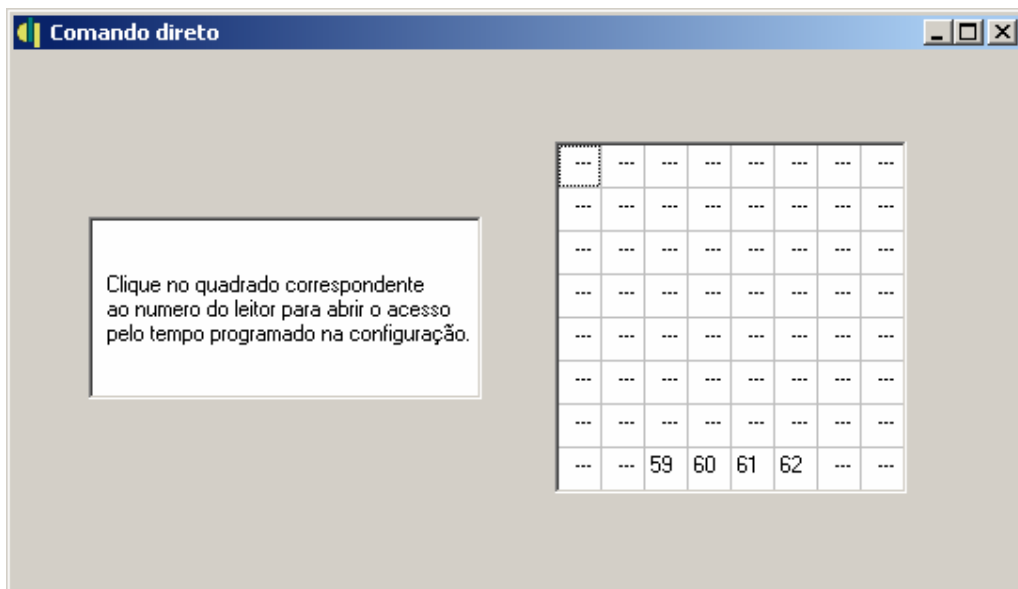 Comando direto
Clique no quadrado correspondente
ao numero do leitor para abrir o acesso
pelo tempo programado na configuração.
--- --- --- --- --- --- --- ---
--- --- --- --- --- --- --- ---
--- --- --- --- --- --- --- ---
--- --- --- --- --- --- --- ---
--- --- --- --- --- --- --- ---
--- --- --- --- --- --- --- ---
--- --- --- --- --- --- --- ---
--- --- 59 60 61 62 --- ---